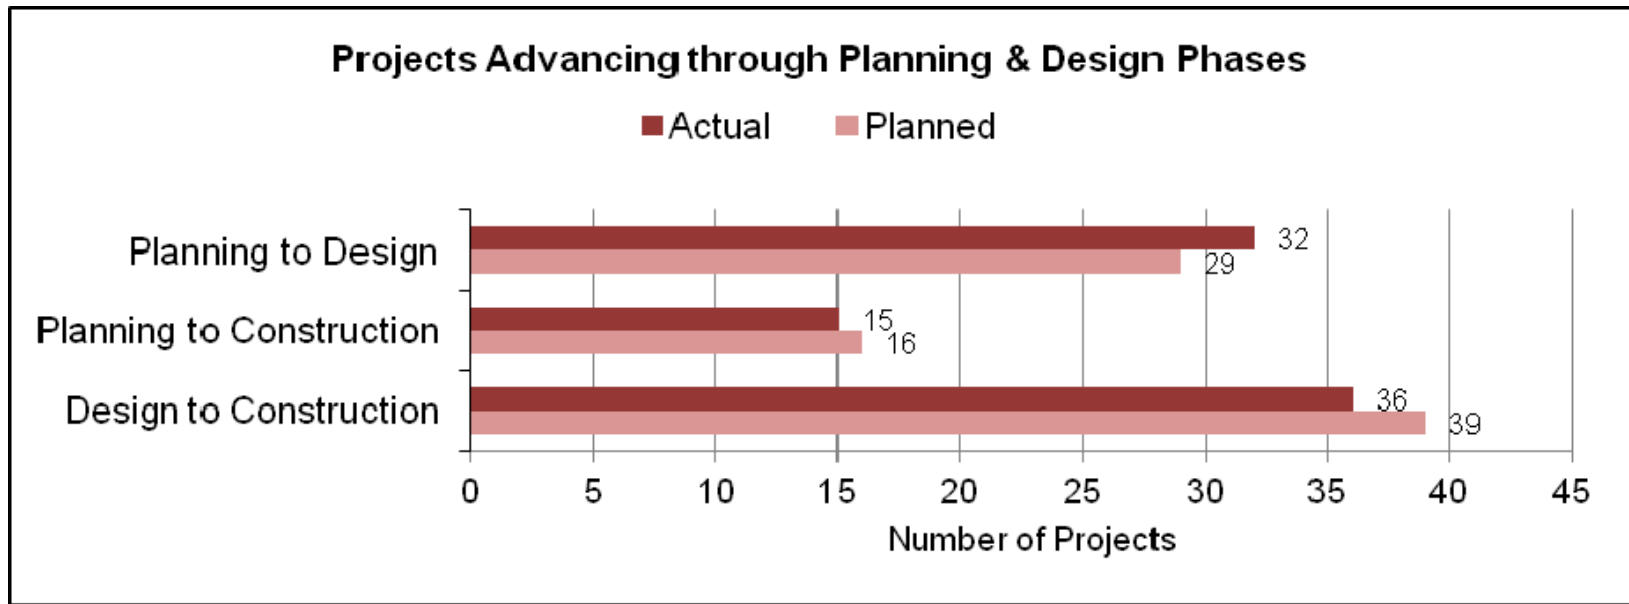 Projects Advancing through Planning & Design Phases
Actual Planned
Planning to Design 32
29
Planning to Construction 15
16
Design to Construction 36
39
0 5 10 15 20 25 30 35 40 45
Number of Projects